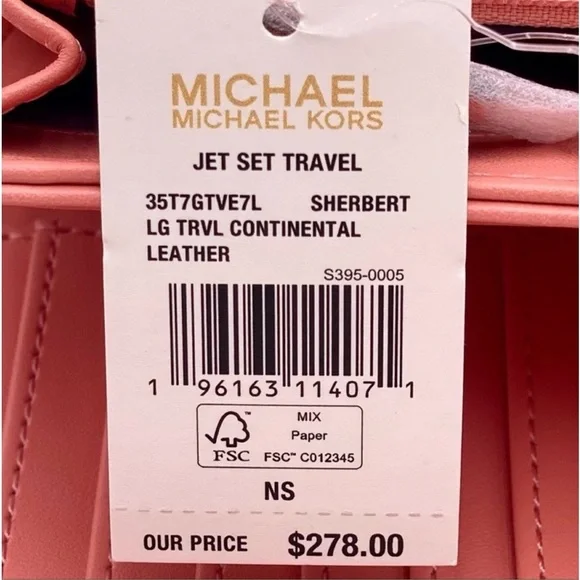 MICHAEL
MICHAEL KORS
JET SET TRAVEL
35T7GTVE7L SHERBERT
LG TRVL CONTINENTAL
LEATHER
S395-0005
1 96163 11407 1
MIX
Paper
FSC FSC™ C012345
NS
OUR PRICE $278.00